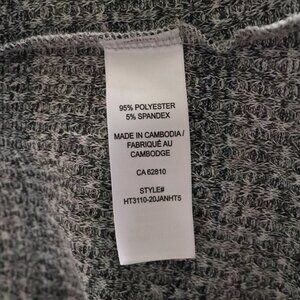 95% POLYESTER
5% SPANDEX
MADE IN CAMBODIA /
FABRIQUÉ AU
CAMBODGE
CA 62810
STYLE#
HT3110-20JANHT5